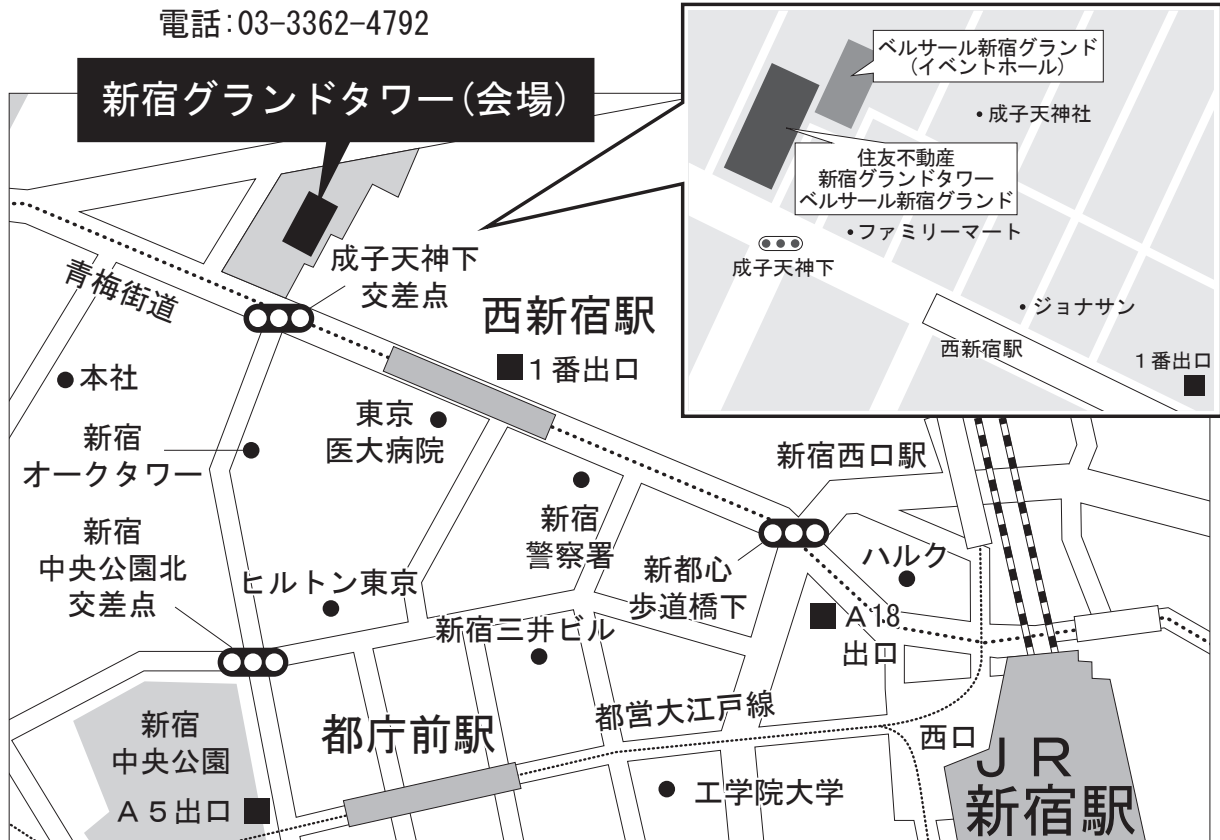 電話:03-3362-4792
新宿グランドタワー(会場)
ベルサール新宿グランド
(イベントホール)
・成子天神社
住友不動産
新宿グランドタワー
ベルサール新宿グランド
・ファミリーマート
成子天神下
・ジョナサン
西新宿駅
1番出口
青梅街道
成子天神下
交差点
西新宿駅
■1番出口
●本社
新宿
オークタワー
東京
医大病院
新宿西口駅
新宿
警察署
新宿
中央公園北
交差点
ヒルトン東京
新都心
歩道橋下
ハルク
A18
出口
新宿三井ビル
都営大江戸線
新宿
中央公園
A5出口
都庁前駅
西口
工学院大学
JR
新宿駅